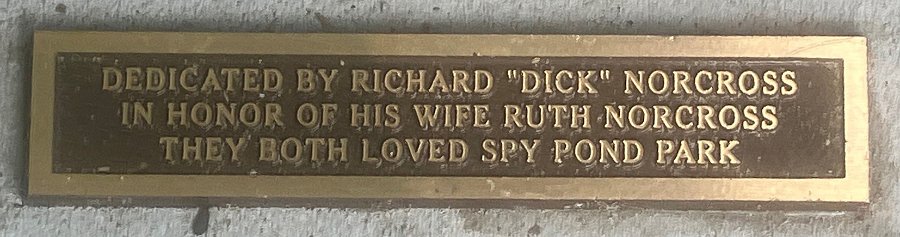 DEDICATED BY RICHARD "DICK" NORCROSS
IN HONOR OF HIS WIFE RUTH NORCROSS
THEY BOTH LOVED SPY POND PARK